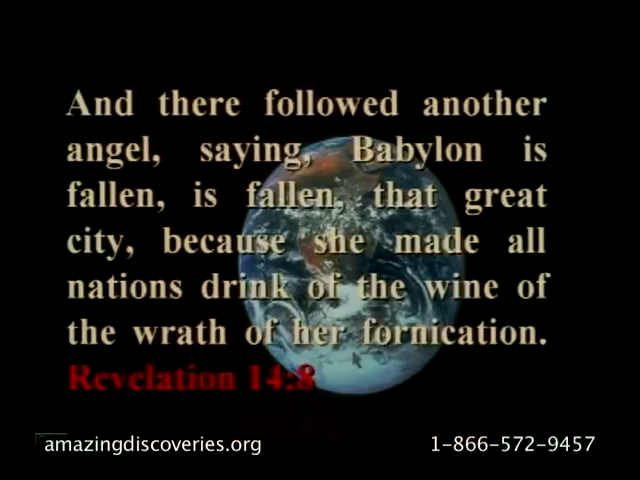 And there followed another
angel, saying, Babylon is
fallen, is fallen, that great
city, because she made all
nations drink of the wine of
the wrath of her fornication.
Revelation 14:8
amazingdiscoveries.org 1-866-572-9457